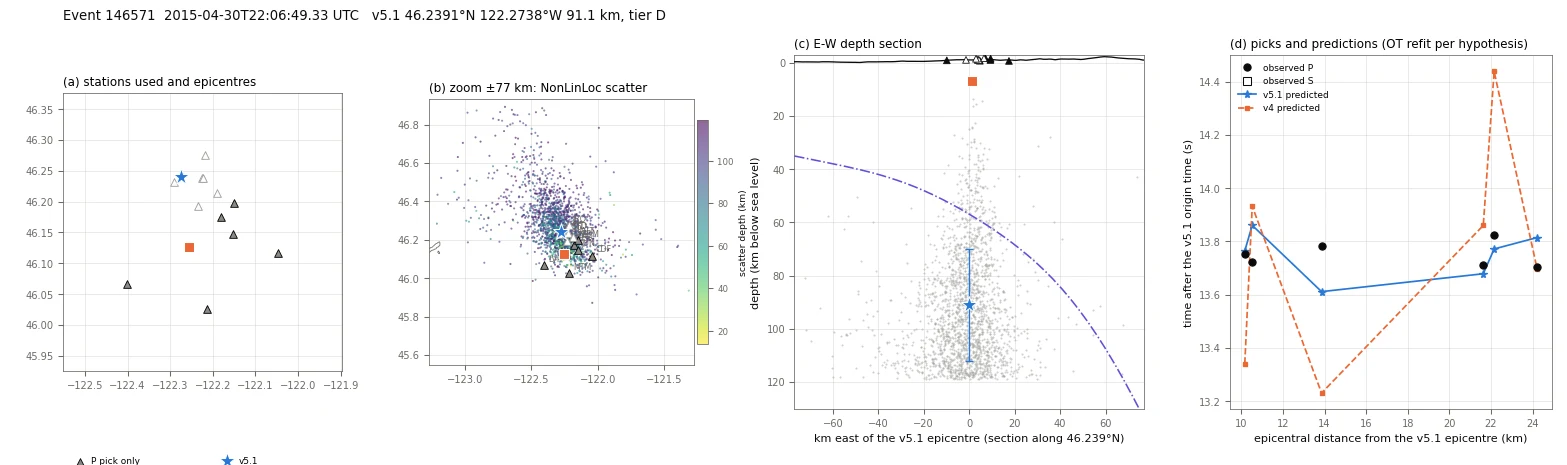 Event 146571  2015-04-30T22:06:49.33 UTC   v5.1 46.2391°N 122.2738°W 91.1 km, tier D
(a) stations used and epicentres
46.35
46.30
46.25
46.20
46.15
46.10
46.05
46.00
45.95
−122.5 −122.4 −122.3 −122.2 −122.1 −122.0 −121.9
P pick only
v5.1
(b) zoom ±77 km: NonLinLoc scatter
46.8
46.6
46.4
46.2
46.0
45.8
45.6
−123.0 −122.5 −122.0 −121.5
100
80
60
40
20
scatter depth (km)
(c) E-W depth section
0
20
40
60
80
100
120
depth (km below sea level)
−60 −40 −20 0 20 40 60
km east of the v5.1 epicentre (section along 46.239°N)
(d) picks and predictions (OT refit per hypothesis)
observed P
observed S
v5.1 predicted
v4 predicted
14.4
14.2
14.0
13.8
13.6
13.4
13.2
time after the v5.1 origin time (s)
10 12 14 16 18 20 22 24
epicentral distance from the v5.1 epicentre (km)